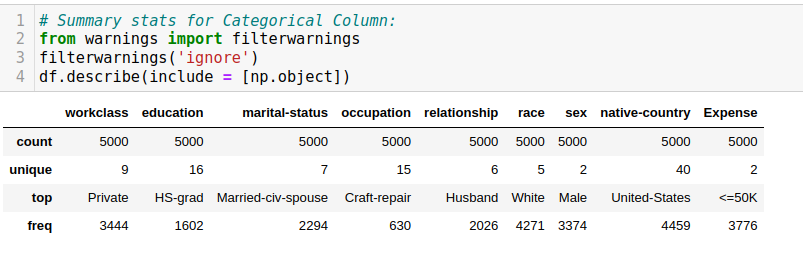 1 # Summary stats for Categorical Column:
2 from warnings import filterwarnings
3 filterwarnings('ignore')
4 df.describe(include = [np.object])
workclass education marital-status occupation relationship race sex native-country Expense
count 5000 5000 5000 5000 5000 5000 5000 5000 5000
unique 9 16 7 15 6 5 2 40 2
top Private HS-grad Married-civ-spouse Craft-repair Husband White Male United-States <=50K
freq 3444 1602 2294 630 2026 4271 3374 4459 3776